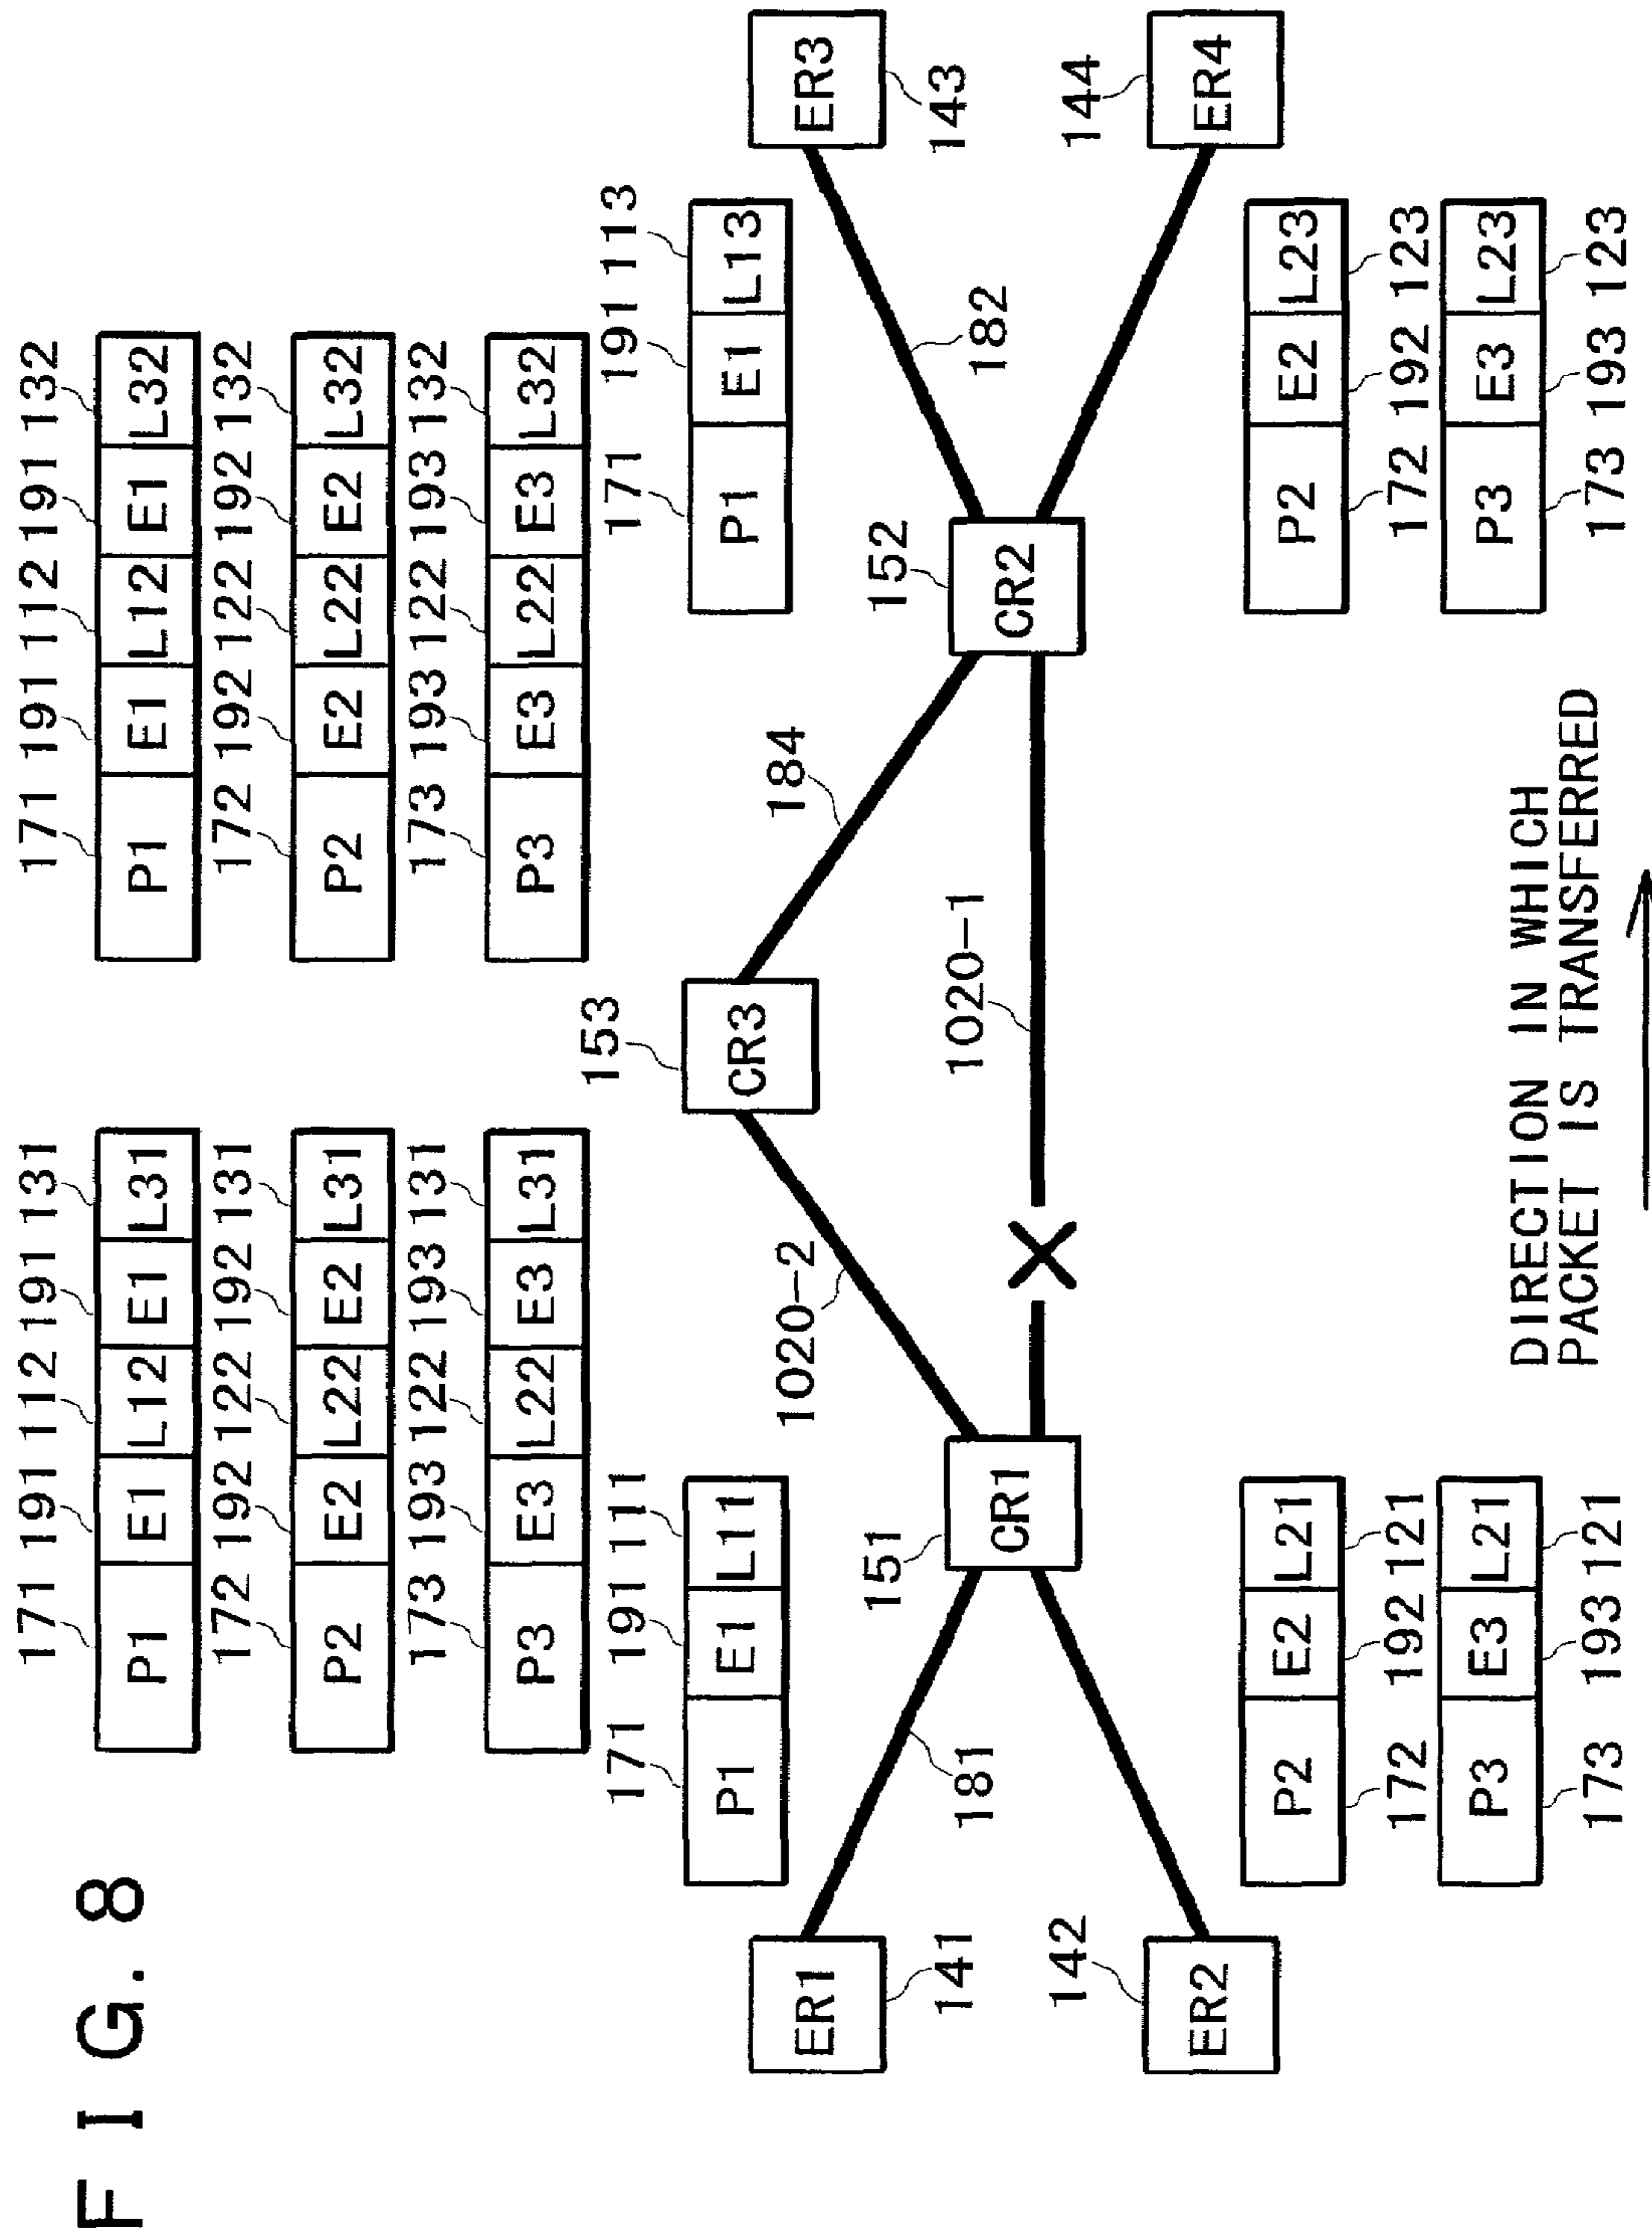 FIG. 8
171 191 112 191 131
P1 E1 L12 E1 L31
171 191 112 191 132
P1 E1 L12 E1 L32
172 192 122 192 131
P2 E2 L22 E2 L31
172 192 122 192 132
P2 E2 L22 E2 L32
173 193 122 193 131
P3 E3 L22 E3 L31
173 193 122 193 132
P3 E3 L22 E3 L32
171 191 111
P1 E1 L11
153
CR3
171 191 113
P1 E1 L13
ER1
141
181
1020-2
184
182
ER3
143
151
CR1
1020-1
152
CR2
142
ER2
144
ER4
P2 E2 L21
172 192 121
P3 E3 L21
173 193 121
P2 E2 L23
172 192 123
P3 E3 L23
173 193 123
DIRECTION IN WHICH
PACKET IS TRANSFERRED